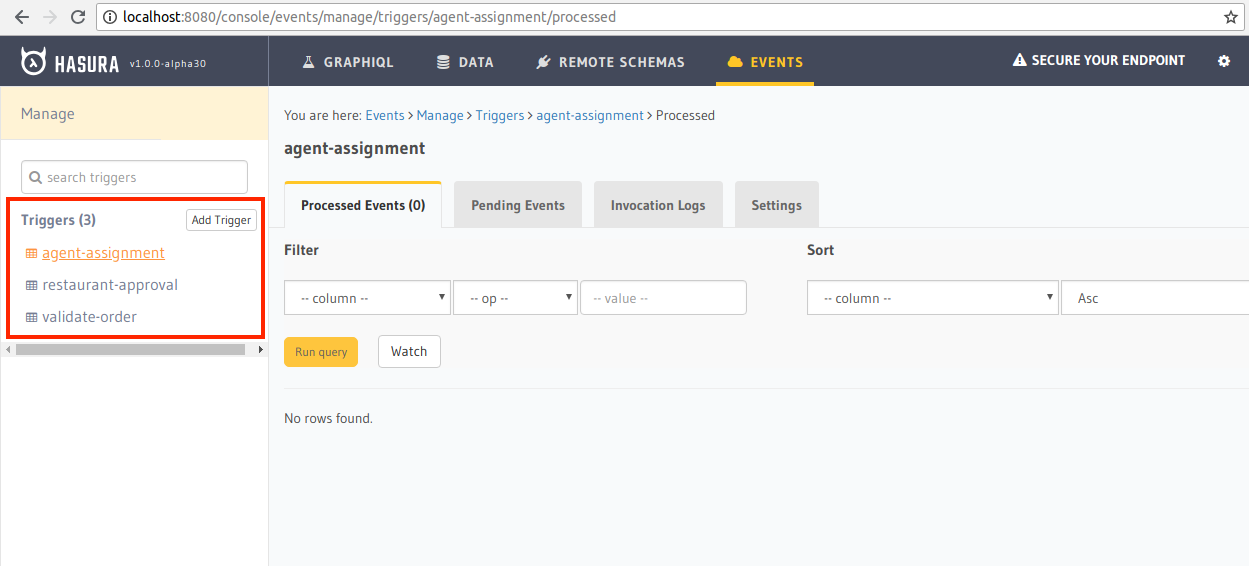 localhost:8080/console/events/manage/triggers/agent-assignment/processed
HASURA v1.0.0-alpha30 GRAPHIQL DATA REMOTE SCHEMAS EVENTS SECURE YOUR ENDPOINT
Manage
search triggers
Triggers (3) Add Trigger
agent-assignment
restaurant-approval
validate-order
You are here: Events > Manage > Triggers > agent-assignment > Processed
agent-assignment
Processed Events (0) Pending Events Invocation Logs Settings
Filter Sort
-- column -- -- op -- -- value -- -- column -- Asc
Run query Watch
No rows found.